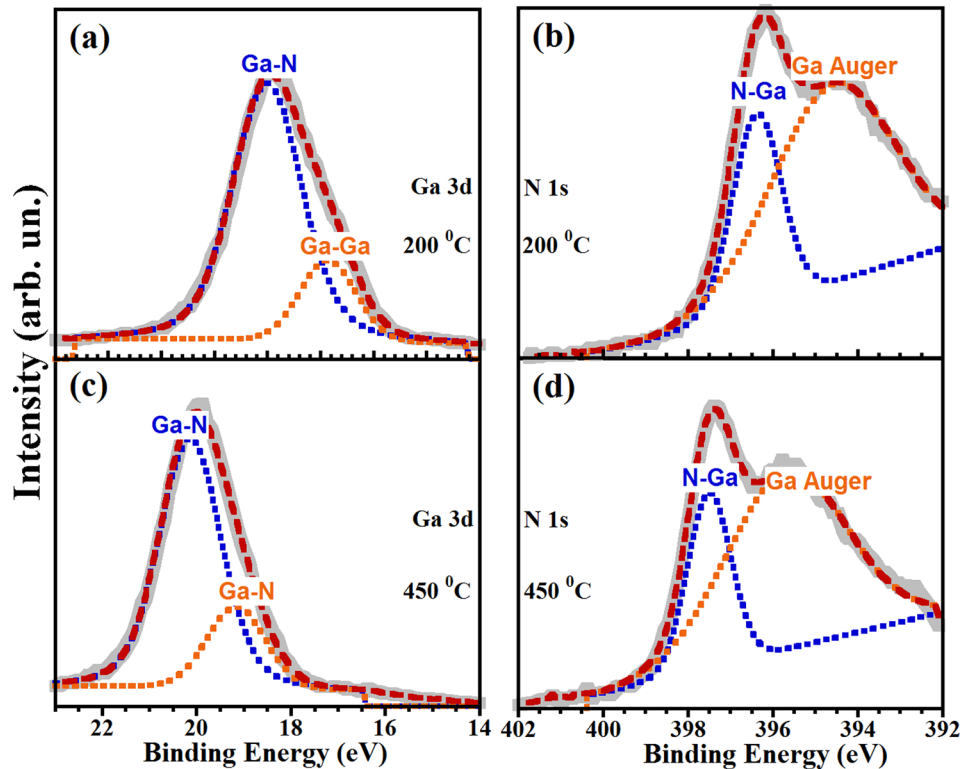 (a)
Ga-N
Ga 3d
Ga-Ga
200 ⁰C
(b)
Ga Auger
N-Ga
N 1s
200 ⁰C
Intensity (arb. un.)
(c)
Ga-N
Ga 3d
Ga-N
450 ⁰C
(d)
N-Ga
Ga Auger
N 1s
450 ⁰C
22 20 18 16 14
Binding Energy (eV)
402 400 398 396 394 392
Binding Energy (eV)